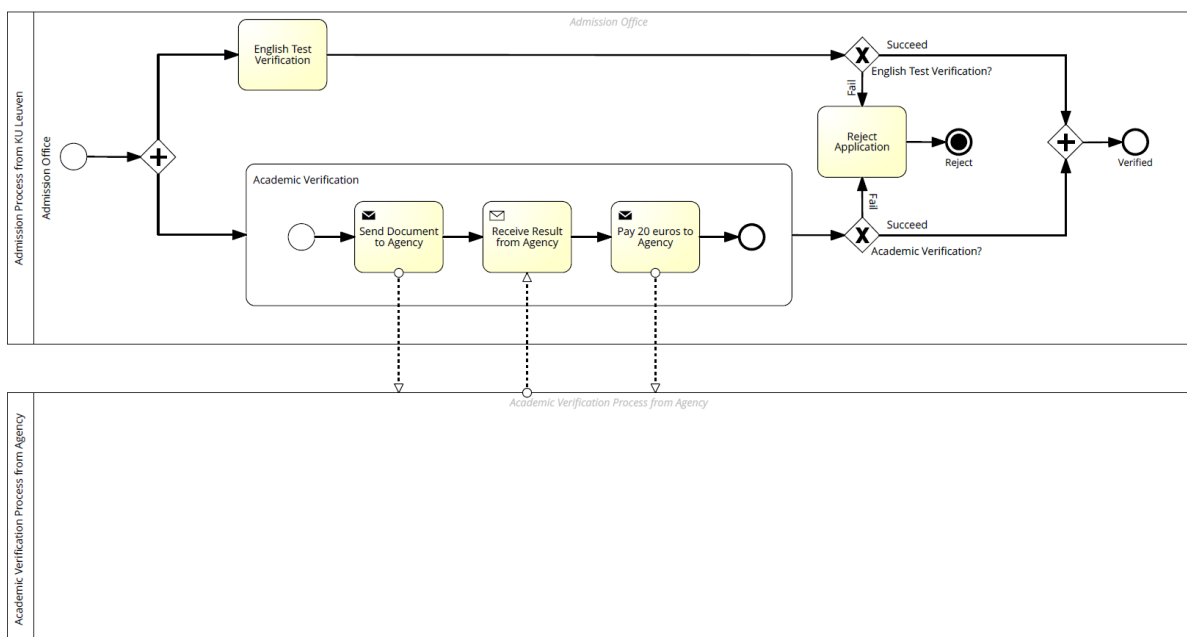 Admission Process from KU Leuven
Admission Office
Admission Office
English Test
Verification
Succeed
English Test Verification?
Fail
Reject
Application
Reject
Verified
Academic Verification
Send Document
to Agency
Receive Result
from Agency
Pay 20 euros to
Agency
Fail
Succeed
Academic Verification?
Academic Verification Process from Agency
Academic Verification Process from Agency